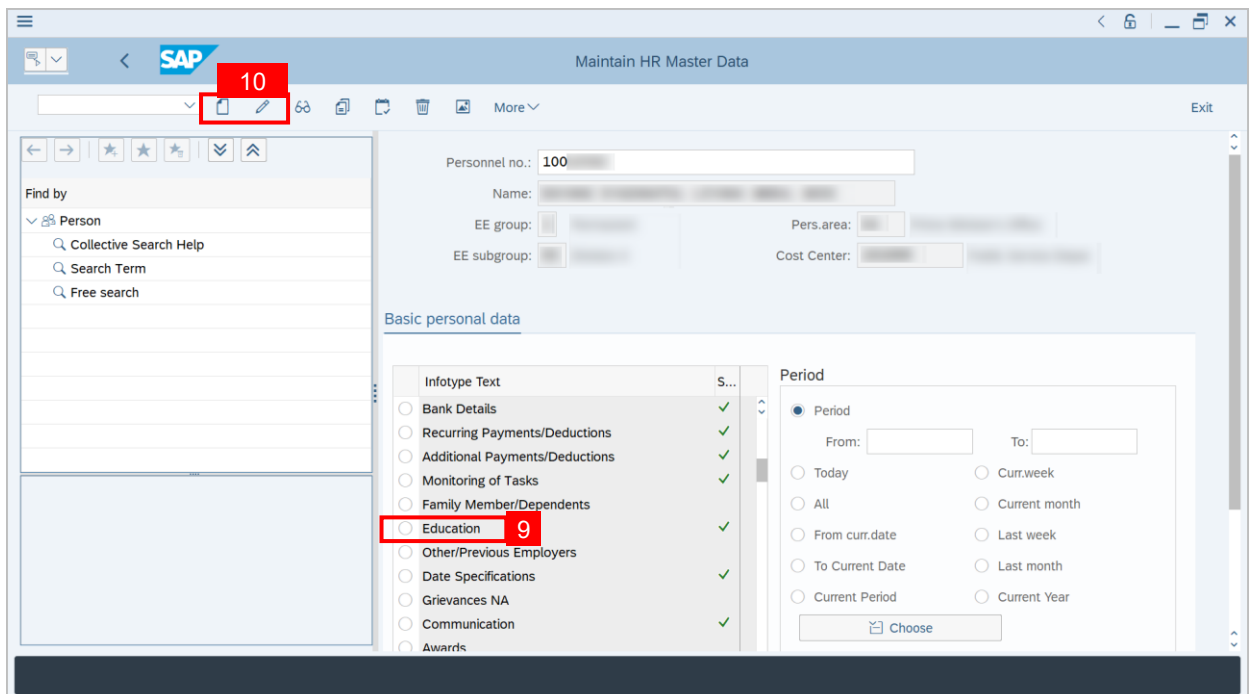 SAP
Maintain HR Master Data
10
More
Exit
Personnel no.: 100
Find by
Name:
Person
EE group:
Pers.area:
Collective Search Help
EE subgroup:
Cost Center:
Search Term
Free search
Basic personal data
Infotype Text
S...
Period
Bank Details
Period
Recurring Payments/Deductions
From:
To:
Additional Payments/Deductions
Monitoring of Tasks
Today
Curr.week
Family Member/Dependents
All
Current month
Education
9
From curr.date
Last week
Other/Previous Employers
To Current Date
Last month
Date Specifications
Grievances NA
Current Period
Current Year
Communication
Choose
Awards